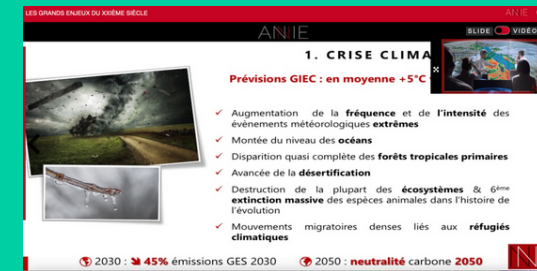 LES GRANDS ENJEUX DU XXIÈME SIÈCLE
ANIE
ANIE
SLIDE VIDÉO
1. CRISE CLIMA
Prévisions GIEC : en moyenne +5°C
✓ Augmentation de la fréquence et de l'intensité des
évènements météorologiques extrêmes
✓ Montée du niveau des océans
✓ Disparition quasi complète des forêts tropicales primaires
✓ Avancée de la désertification
✓ Destruction de la plupart des écosystèmes & 6ème
extinction massive des espèces animales dans l'histoire de
l'évolution
✓ Mouvements migratoires denses liés aux réfugiés
climatiques
2030 : 45% émissions GES 2030 2050 : neutralité carbone 2050
N